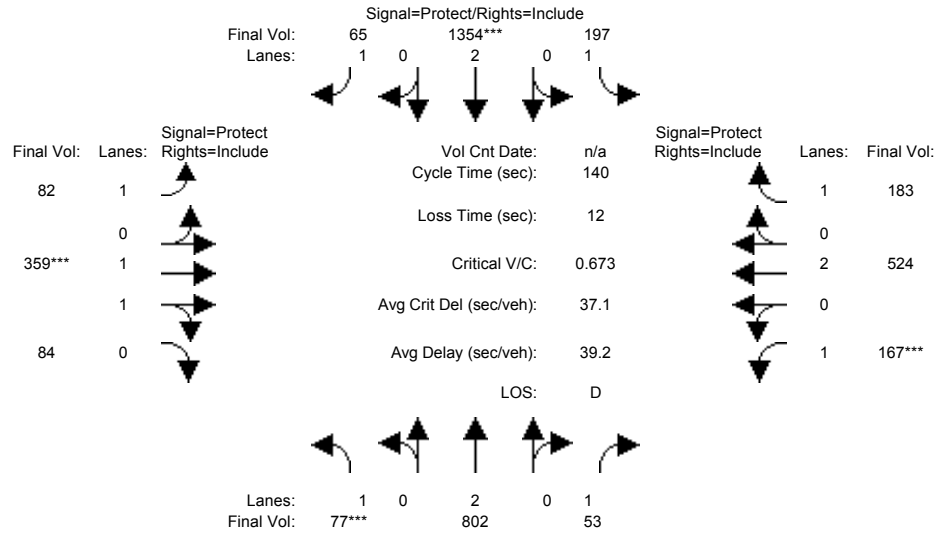 Signal=Protect/Rights=Include
Final Vol: 65 1354*** 197
Lanes: 1 0 2 0 1
Signal=Protect
Final Vol: Lanes: Rights=Include
Vol Cnt Date: n/a
Signal=Protect
Rights=Include Lanes: Final Vol:
Cycle Time (sec): 140
82 1
1 183
Loss Time (sec): 12
0
0
359*** 1
Critical V/C: 0.673
2 524
1
Avg Crit Del (sec/veh): 37.1
0
84 0
Avg Delay (sec/veh): 39.2
1 167***
LOS: D
Lanes: 1 0 2 0 1
Final Vol: 77*** 802 53